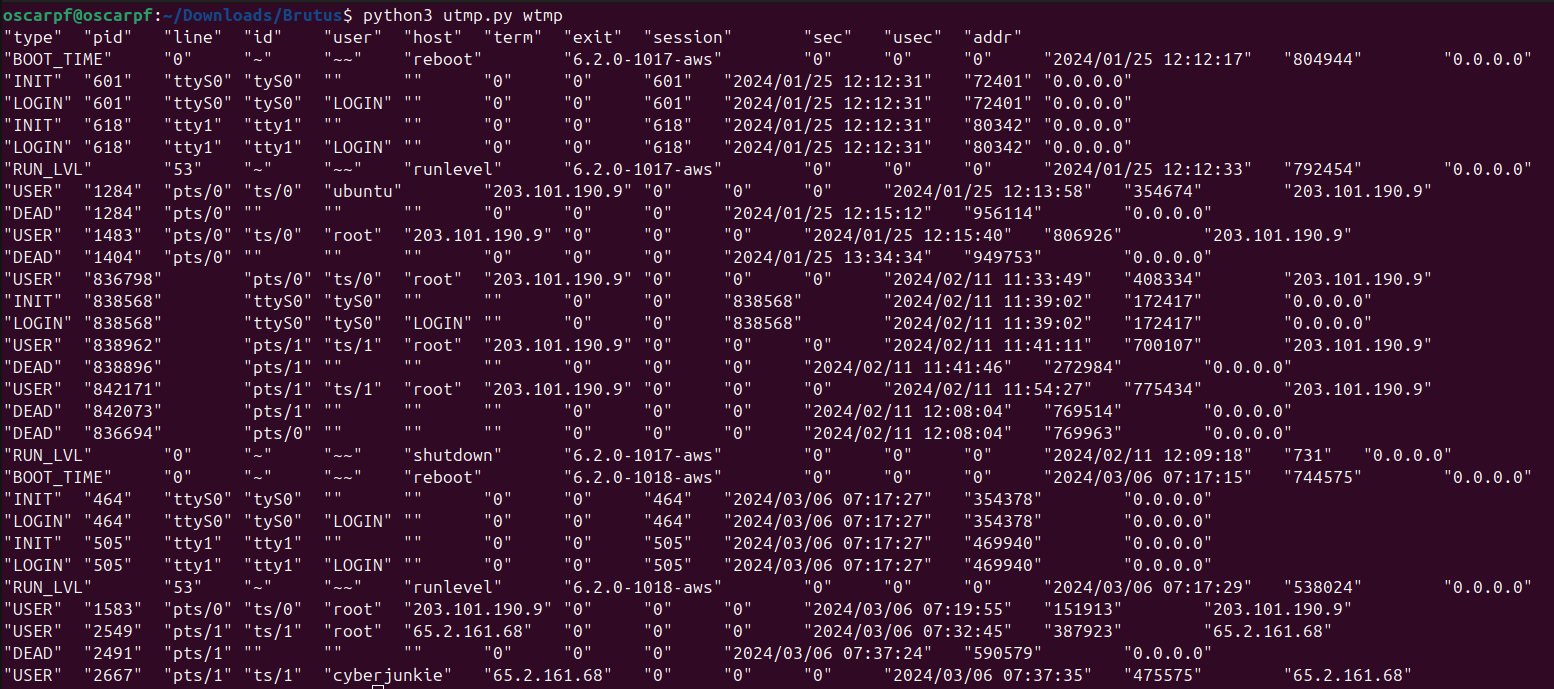 oscarpf@oscarpf:~/Downloads/Brutus$ python3 utmp.py wtmp
"type" "pid" "line" "id" "user" "host" "term" "exit" "session" "sec" "usec" "addr"
"BOOT_TIME" "0" "~" "~~" "reboot" "6.2.0-1017-aws" "0" "0" "0" "2024/01/25 12:12:17" "804944" "0.0.0.0"
"INIT" "601" "ttyS0" "tyS0" "" "" "0" "0" "601" "2024/01/25 12:12:31" "72401" "0.0.0.0"
"LOGIN" "601" "ttyS0" "tyS0" "LOGIN" "" "0" "0" "601" "2024/01/25 12:12:31" "72401" "0.0.0.0"
"INIT" "618" "tty1" "tty1" "" "" "0" "0" "618" "2024/01/25 12:12:31" "80342" "0.0.0.0"
"LOGIN" "618" "tty1" "tty1" "LOGIN" "" "0" "0" "618" "2024/01/25 12:12:31" "80342" "0.0.0.0"
"RUN_LVL" "53" "~" "~~" "runlevel" "6.2.0-1017-aws" "0" "0" "0" "2024/01/25 12:12:33" "792454" "0.0.0.0"
"USER" "1284" "pts/0" "ts/0" "ubuntu" "203.101.190.9" "0" "0" "0" "2024/01/25 12:13:58" "354674" "203.101.190.9"
"DEAD" "1284" "pts/0" "" "" "" "0" "0" "0" "2024/01/25 12:15:12" "956114" "0.0.0.0"
"USER" "1483" "pts/0" "ts/0" "root" "203.101.190.9" "0" "0" "0" "2024/01/25 12:15:40" "806926" "203.101.190.9"
"DEAD" "1404" "pts/0" "" "" "" "0" "0" "0" "2024/01/25 13:34:34" "949753" "0.0.0.0"
"USER" "836798" "pts/0" "ts/0" "root" "203.101.190.9" "0" "0" "0" "2024/02/11 11:33:49" "408334" "203.101.190.9"
"INIT" "838568" "ttyS0" "tyS0" "" "" "0" "0" "838568" "2024/02/11 11:39:02" "172417" "0.0.0.0"
"LOGIN" "838568" "ttyS0" "tyS0" "LOGIN" "" "0" "0" "838568" "2024/02/11 11:39:02" "172417" "0.0.0.0"
"USER" "838962" "pts/1" "ts/1" "root" "203.101.190.9" "0" "0" "0" "2024/02/11 11:41:11" "700107" "203.101.190.9"
"DEAD" "838896" "pts/1" "" "" "" "0" "0" "0" "2024/02/11 11:41:46" "272984" "0.0.0.0"
"USER" "842171" "pts/1" "ts/1" "root" "203.101.190.9" "0" "0" "0" "2024/02/11 11:54:27" "775434" "203.101.190.9"
"DEAD" "842073" "pts/1" "" "" "" "0" "0" "0" "2024/02/11 12:08:04" "769514" "0.0.0.0"
"DEAD" "836694" "pts/0" "" "" "" "0" "0" "0" "2024/02/11 12:08:04" "769963" "0.0.0.0"
"RUN_LVL" "0" "~" "~~" "shutdown" "6.2.0-1017-aws" "0" "0" "0" "2024/02/11 12:09:18" "731" "0.0.0.0"
"BOOT_TIME" "0" "~" "~~" "reboot" "6.2.0-1018-aws" "0" "0" "0" "2024/03/06 07:17:15" "744575" "0.0.0.0"
"INIT" "464" "ttyS0" "tyS0" "" "" "0" "0" "464" "2024/03/06 07:17:27" "354378" "0.0.0.0"
"LOGIN" "464" "ttyS0" "tyS0" "LOGIN" "" "0" "0" "464" "2024/03/06 07:17:27" "354378" "0.0.0.0"
"INIT" "505" "tty1" "tty1" "" "" "0" "0" "505" "2024/03/06 07:17:27" "469940" "0.0.0.0"
"LOGIN" "505" "tty1" "tty1" "LOGIN" "" "0" "0" "505" "2024/03/06 07:17:27" "469940" "0.0.0.0"
"RUN_LVL" "53" "~" "~~" "runlevel" "6.2.0-1018-aws" "0" "0" "0" "2024/03/06 07:17:29" "538024" "0.0.0.0"
"USER" "1583" "pts/0" "ts/0" "root" "203.101.190.9" "0" "0" "0" "2024/03/06 07:19:55" "151913" "203.101.190.9"
"USER" "2549" "pts/1" "ts/1" "root" "65.2.161.68" "0" "0" "0" "2024/03/06 07:32:45" "387923" "65.2.161.68"
"DEAD" "2491" "pts/1" "" "" "" "0" "0" "0" "2024/03/06 07:37:24" "590579" "0.0.0.0"
"USER" "2667" "pts/1" "ts/1" "cyberjunkie" "65.2.161.68" "0" "0" "0" "2024/03/06 07:37:35" "475575" "65.2.161.68"